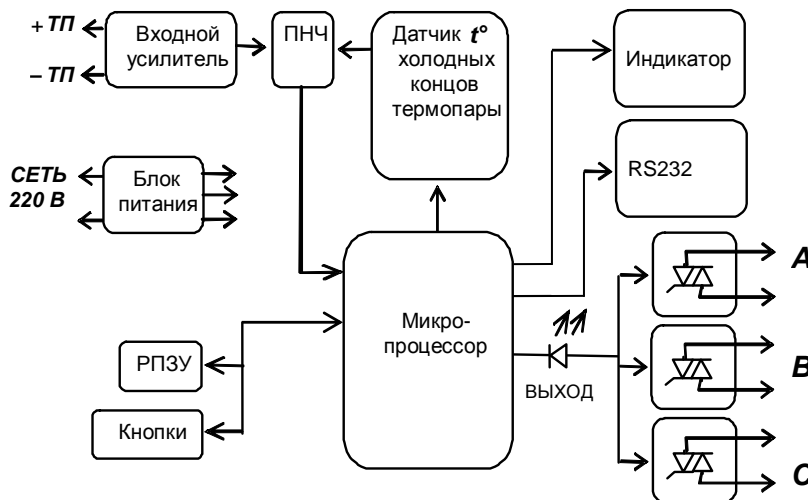 + ТП
– ТП
Входной
усилитель
ПНЧ
Датчик t°
холодных
концов
термопары
Индикатор
RS232
СЕТЬ
220 В
Блок
питания
Микро-
процессор
РПЗУ
Кнопки
ВЫХОД
A
B
C